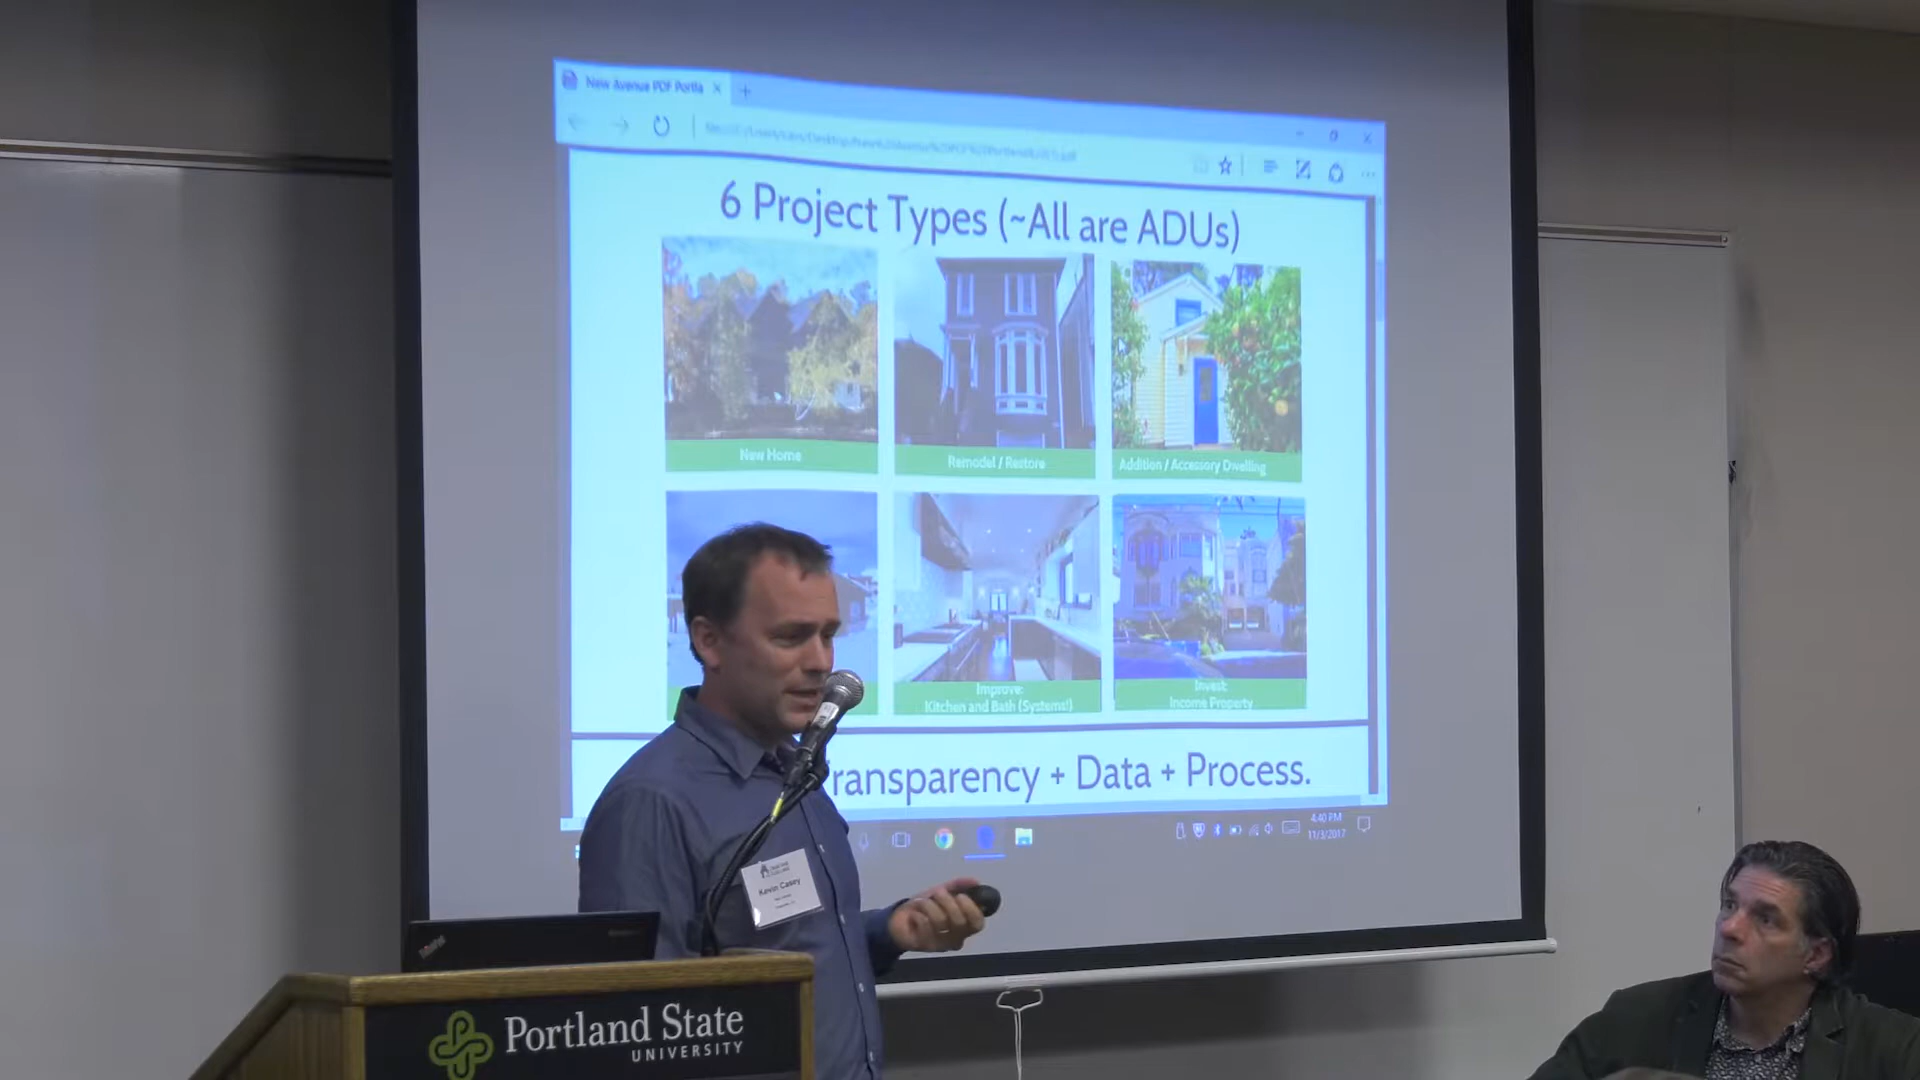 New Avenue PDF Portla
6 Project Types (~All are ADUs)
New Home
Remodel / Restore
Addition / Accessory Dwelling
Improve:
Kitchen and Bath (Systems!)
Invest:
Income Property
ransparency + Data + Process.
4:40 PM
11/3/2017
Kevin Casey
Portland State
UNIVERSITY